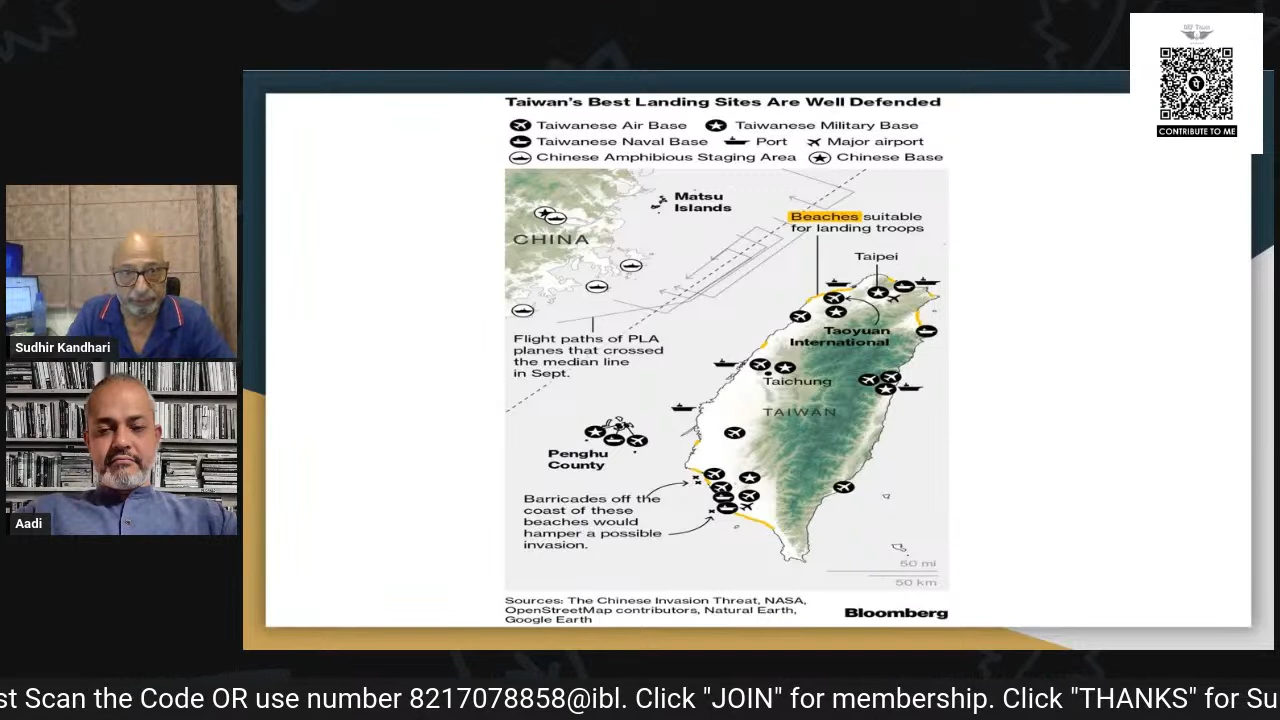 Taiwan's Best Landing Sites Are Well Defended
Taiwanese Air Base Taiwanese Military Base
Taiwanese Naval Base Port Major airport
Chinese Amphibious Staging Area Chinese Base
CONTRIBUTE TO ME
Matsu
Islands
CHINA
Beaches suitable
for landing troops
Taipei
Taoyuan
International
Flight paths of PLA
planes that crossed
the median line
in Sept.
Taichung
TAIWAN
Penghu
County
Barricades off the
coast of these
beaches would
hamper a possible
invasion.
50 mi
50 km
Sources: The Chinese Invasion Threat, NASA,
OpenStreetMap contributors, Natural Earth,
Google Earth
Bloomberg
Sudhir Kandhari
Aadi
st Scan the Code OR use number 8217078858@ibl. Click "JOIN" for membership. Click "THANKS" for Su